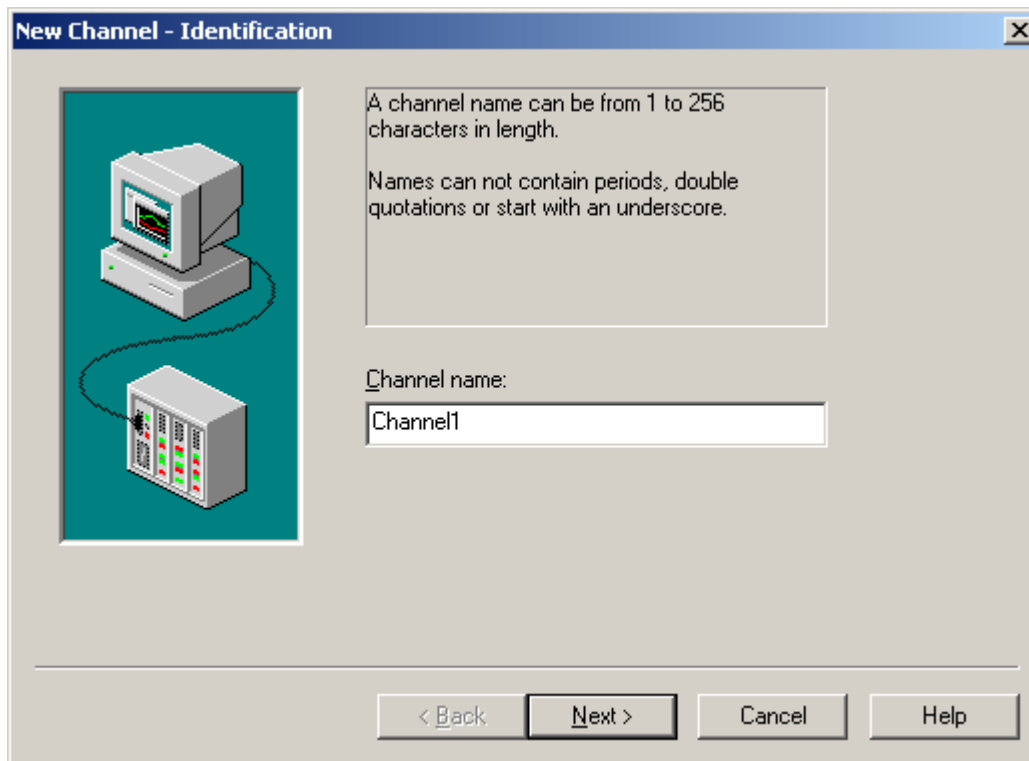 New Channel - Identification
A channel name can be from 1 to 256
characters in length.
Names can not contain periods, double
quotations or start with an underscore.
Channel name:
Channel1
< Back
Next >
Cancel
Help